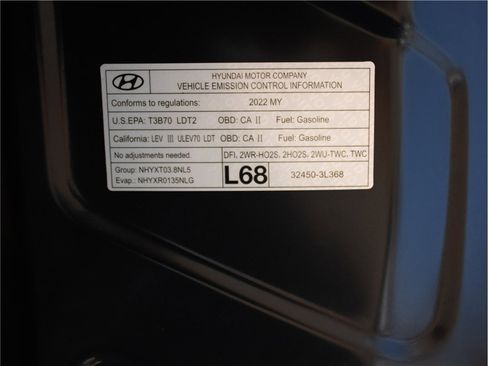 HYUNDAI MOTOR COMPANY
VEHICLE EMISSION CONTROL INFORMATION
Conforms to regulations: 2022 MY
U.S.EPA: T3B70 LDT2 OBD: CA II Fuel: Gasoline
California: LEV III ULEV70 LDT OBD: CA II Fuel: Gasoline
No adjustments needed. DFI, 2WR-HO2S, 2HO2S, 2WU-TWC, TWC
Group: NHYXT03.8NL5
Evap.: NHYXR0135NLG
L68 32450-3L368